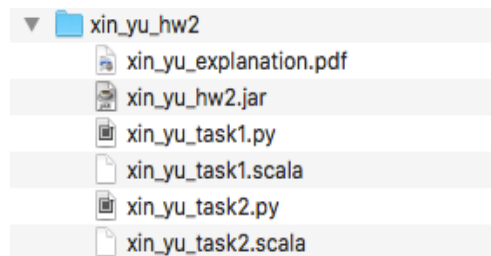 xin_yu_hw2
xin_yu_explanation.pdf
xin_yu_hw2.jar
xin_yu_task1.py
xin_yu_task1.scala
xin_yu_task2.py
xin_yu_task2.scala